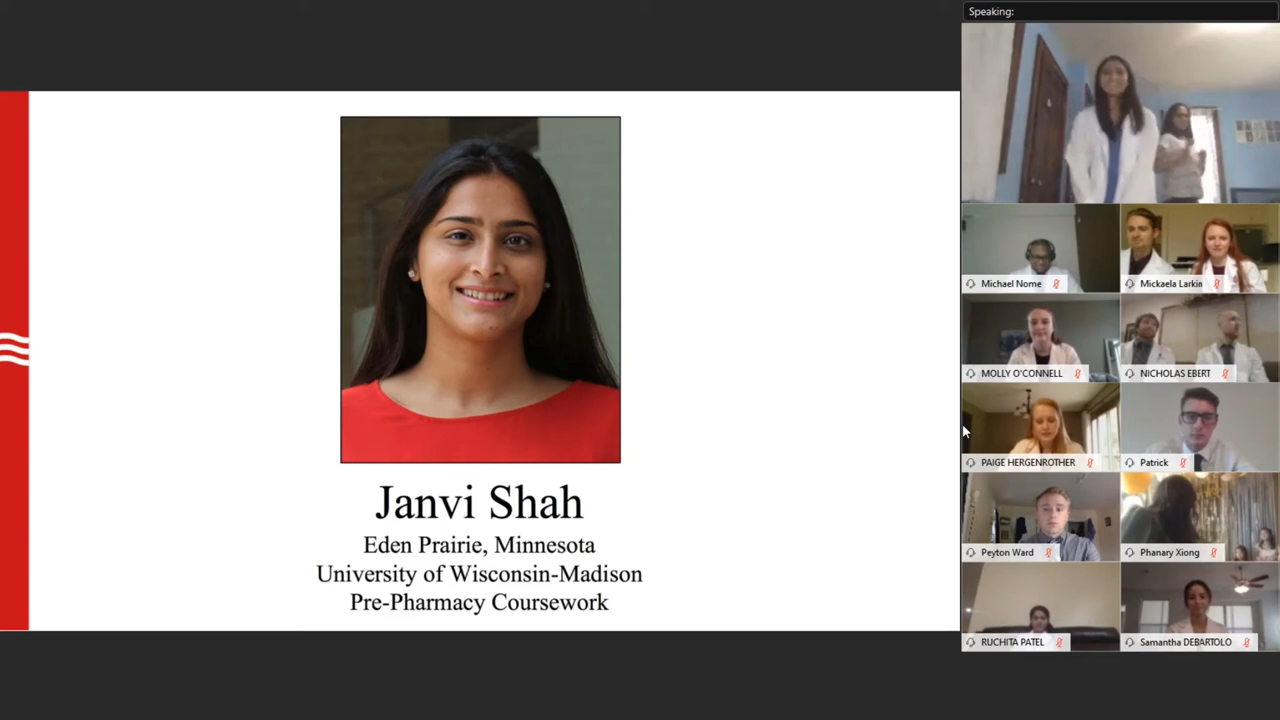 Speaking:
Janvi Shah
Eden Prairie, Minnesota
University of Wisconsin-Madison
Pre-Pharmacy Coursework
Michael Nome
Mickaela Larkin
MOLLY O'CONNELL
NICHOLAS EBERT
PAIGE HERGENROTHER
Patrick
Peyton Ward
Phanary Xiong
RUCHITA PATEL
Samantha DEBARTOLO